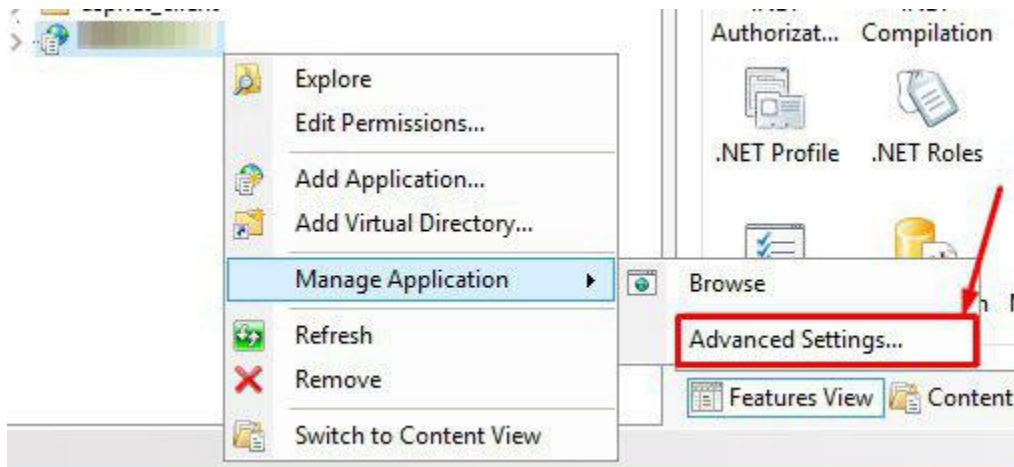 Authorizat... Compilation
Explore
Edit Permissions...
.NET Profile .NET Roles
Add Application...
Add Virtual Directory...
Manage Application
Browse
Refresh
Advanced Settings...
Remove
Features View Content
Switch to Content View